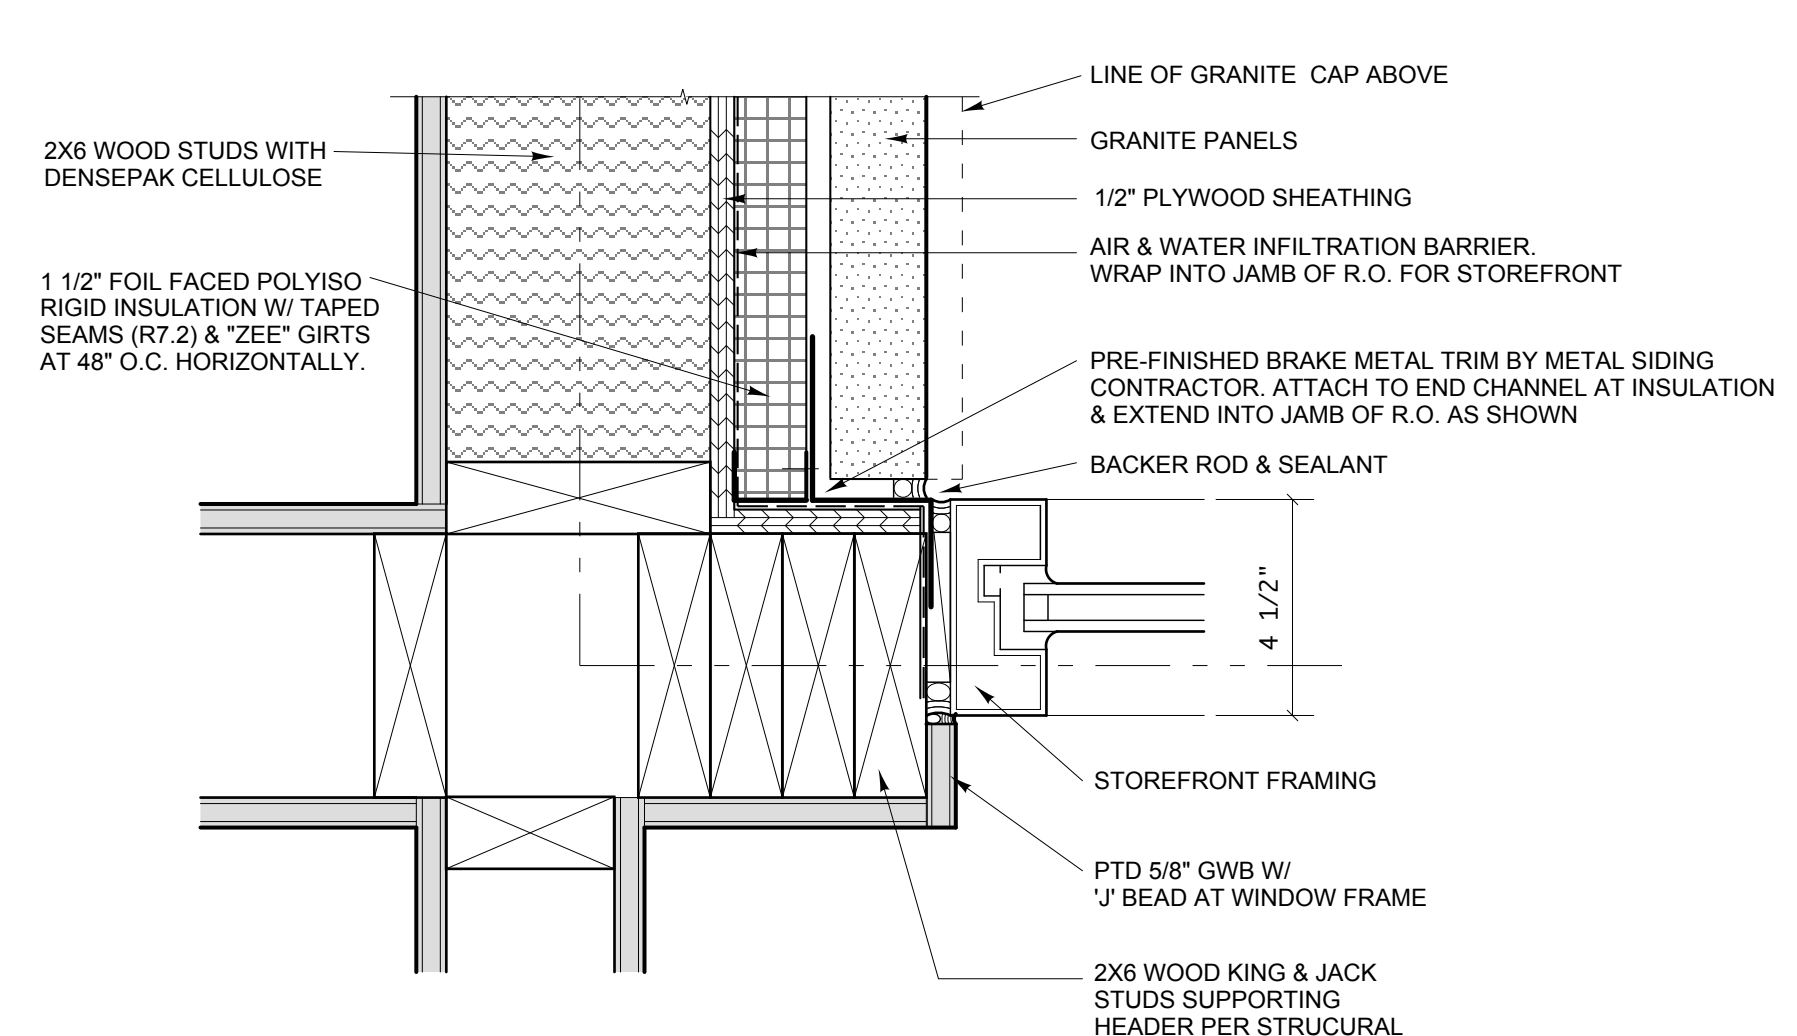 2X6 WOOD STUDS WITH
DENSEPAK CELLULOSE
1 1/2" FOIL FACED POLYISO
RIGID INSULATION W/ TAPED
SEAMS (R7.2) & "ZEE" GIRTS
AT 48" O.C. HORIZONTALLY.
LINE OF GRANITE  CAP ABOVE
GRANITE PANELS
1/2" PLYWOOD SHEATHING
AIR & WATER INFILTRATION BARRIER.
WRAP INTO JAMB OF R.O. FOR STOREFRONT
PRE-FINISHED BRAKE METAL TRIM BY METAL SIDING
CONTRACTOR. ATTACH TO END CHANNEL AT INSULATION
& EXTEND INTO JAMB OF R.O. AS SHOWN
BACKER ROD & SEALANT
4 1/2"
STOREFRONT FRAMING
PTD 5/8" GWB W/
'J' BEAD AT WINDOW FRAME
2X6 WOOD KING & JACK
STUDS SUPPORTING
HEADER PER STRUCURAL